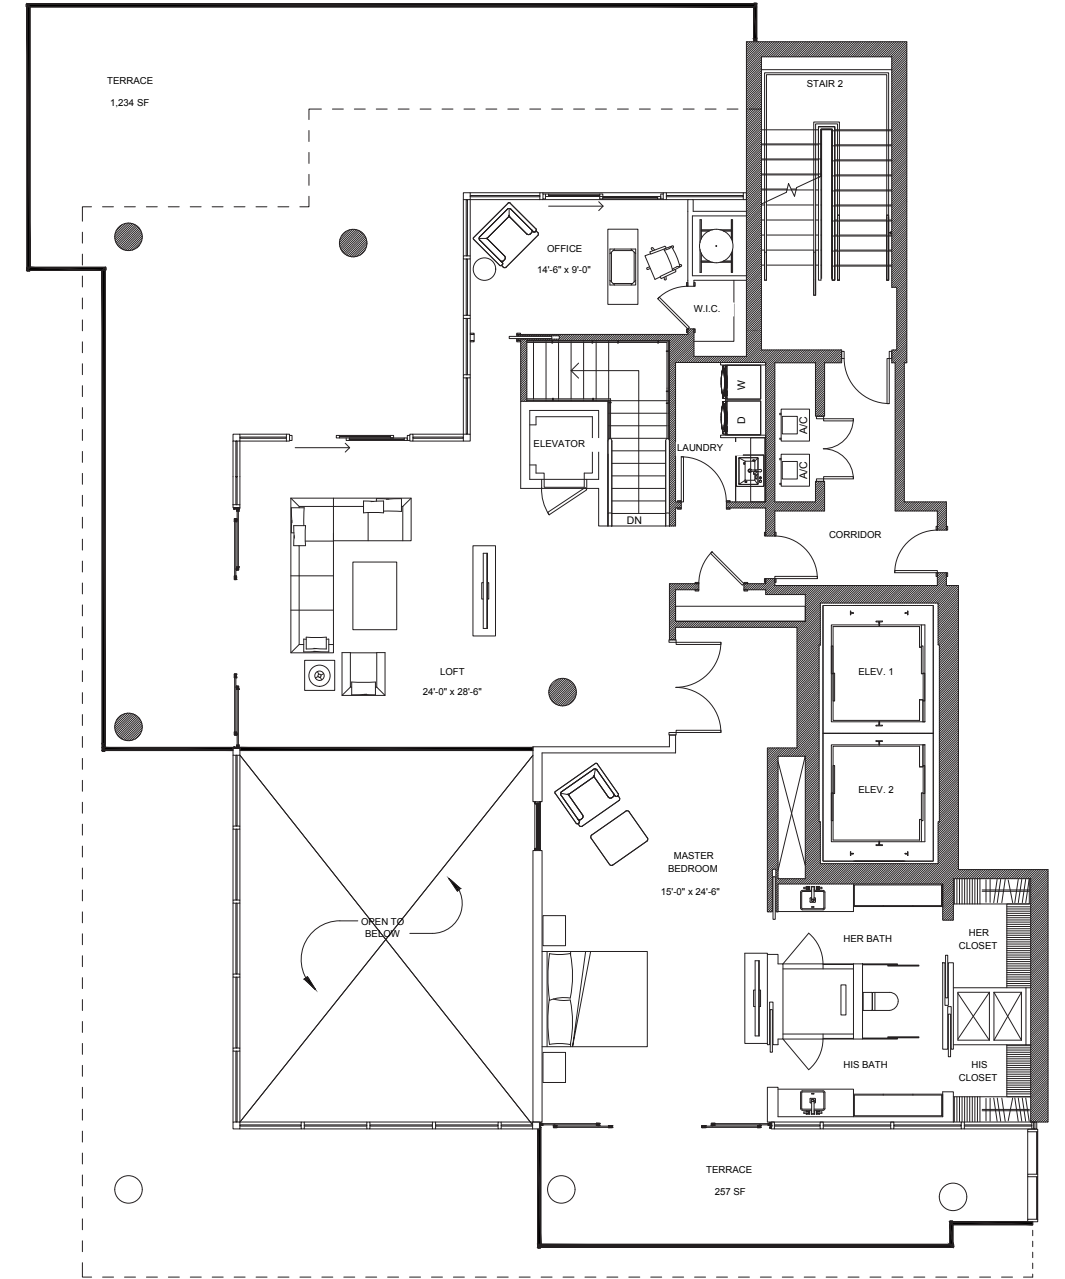 TERRACE
1,234 SF
STAIR 2
OFFICE
14'-6" x 9'-0"
W.I.C.
W
D
A/C
A/C
ELEVATOR
LAUNDRY
DN
CORRIDOR
LOFT
24'-0" x 28'-6"
ELEV. 1
ELEV. 2
MASTER
BEDROOM
15'-0" x 24'-6"
OPEN TO
BELOW
HER BATH
HER
CLOSET
HIS BATH
HIS
CLOSET
TERRACE
257 SF